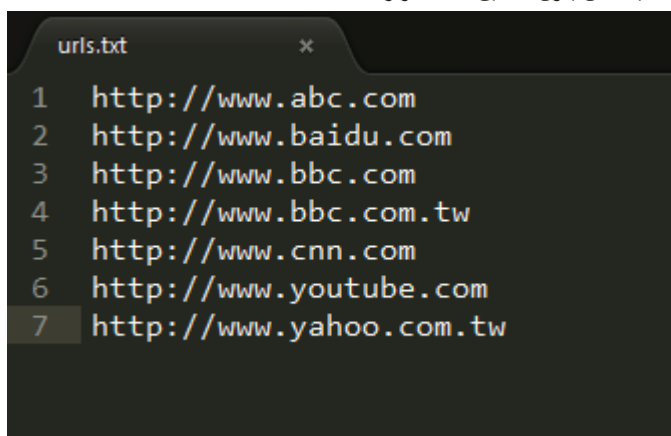 urls.txt ×
1 http://www.abc.com
2 http://www.baidu.com
3 http://www.bbc.com
4 http://www.bbc.com.tw
5 http://www.cnn.com
6 http://www.youtube.com
7 http://www.yahoo.com.tw